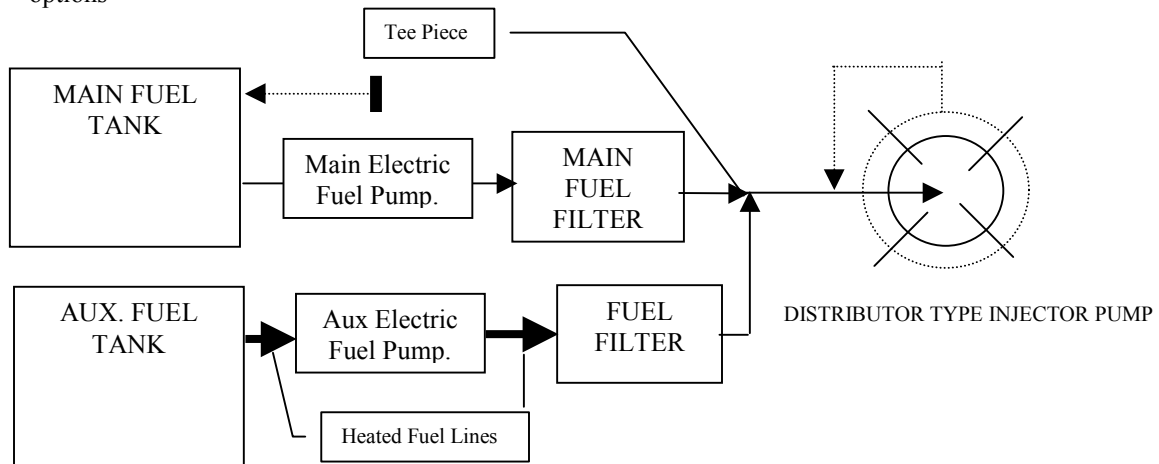 options
Tee Piece
MAIN FUEL
TANK
Main Electric
Fuel Pump.
MAIN
FUEL
FILTER
AUX. FUEL
TANK
Aux Electric
Fuel Pump.
FUEL
FILTER
DISTRIBUTOR TYPE INJECTOR PUMP
Heated Fuel Lines